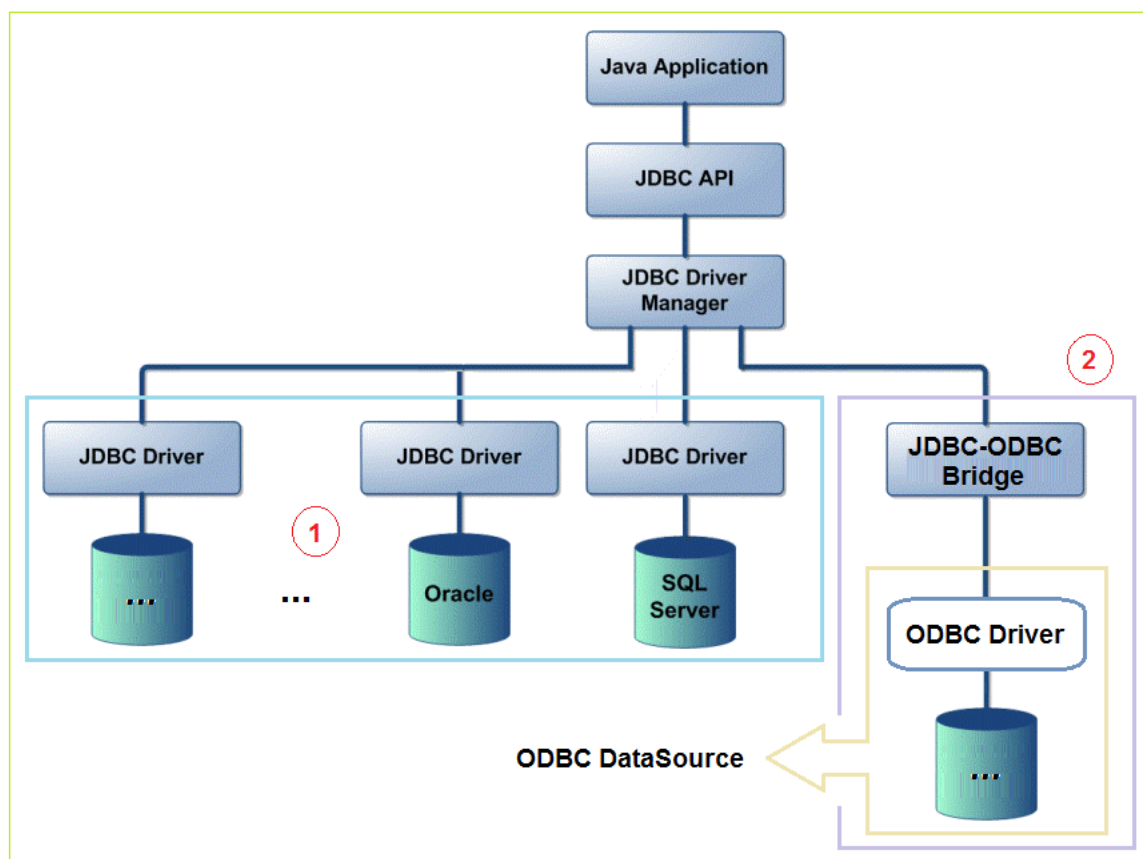 Java Application
JDBC API
JDBC Driver
Manager
2
JDBC Driver
JDBC Driver
JDBC Driver
JDBC-ODBC
Bridge
1
...
...
Oracle
SQL
Server
ODBC Driver
ODBC DataSource
...